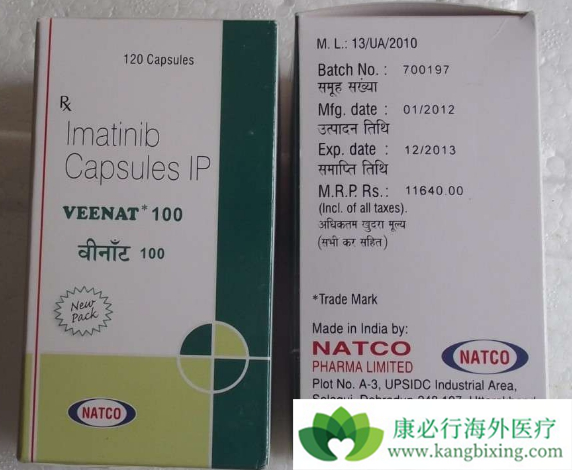 120 Capsules
Rx
Imatinib
Capsules IP
VEENAT* 100
वीनाँट 100
New
Pack
NATCO
M. L.: 13/UA/2010
Batch No. : 700197
समूह संख्या
Mfg. date : 01/2012
उत्पादन तिथि
Exp. date : 12/2013
समाप्ति तिथि
M.R.P. Rs.: 11640.00
(Incl. of all taxes).
अधिकतम खुदरा मूल्य
(सभी कर सहित)
*Trade Mark
Made in India by:
NATCO
PHARMA LIMITED
NATCO
Plot No. A-3, UPSIDC Industrial Area,
康必行海外医疗
www.kangbixing.com